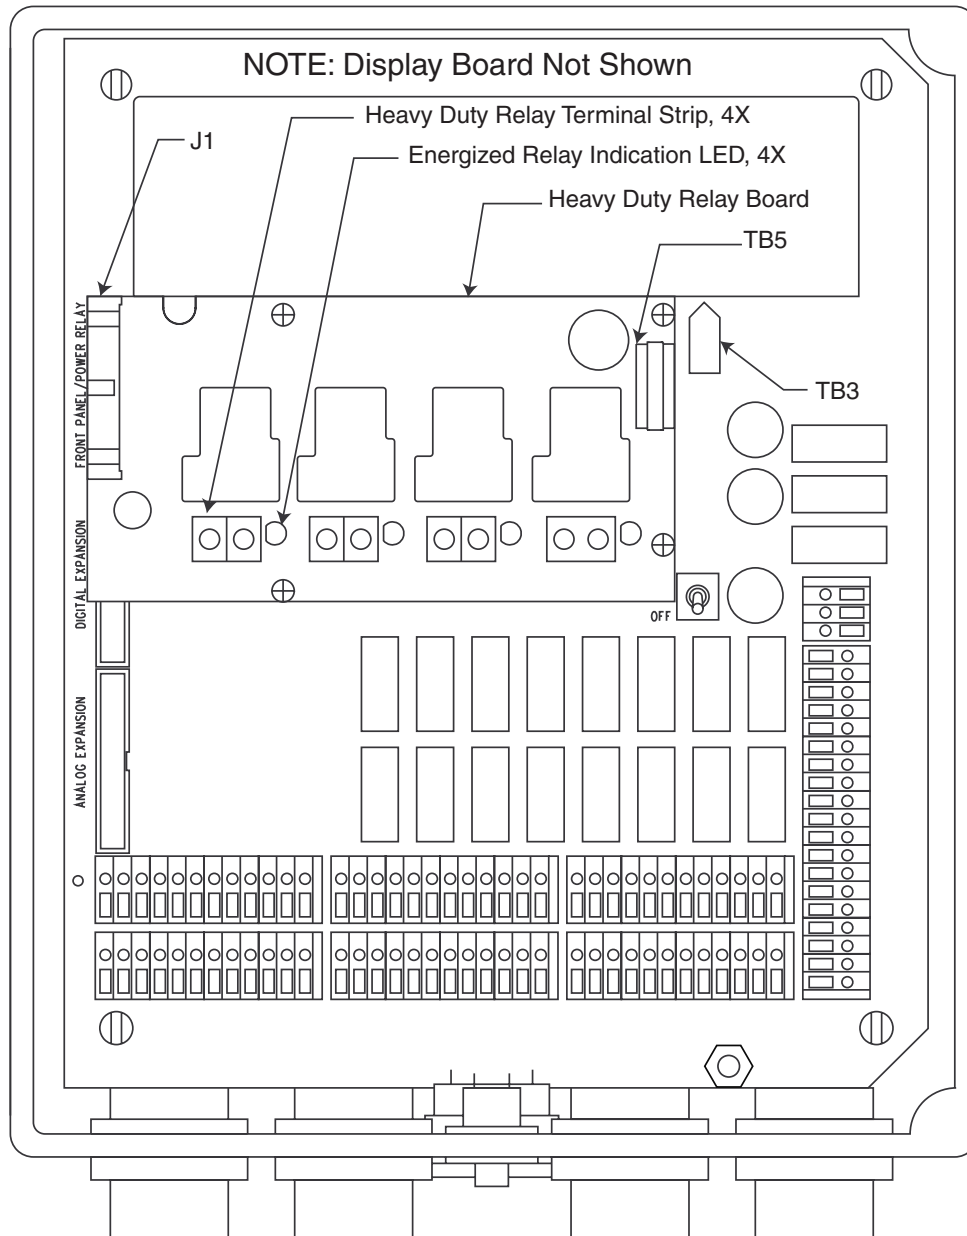 NOTE: Display Board Not Shown
Heavy Duty Relay Terminal Strip, 4X
J1
Energized Relay Indication LED, 4X
Heavy Duty Relay Board
TB5
TB3
FRONT PANEL/POWER RELAY
DIGITAL EXPANSION
OFF
ANALOG EXPANSION